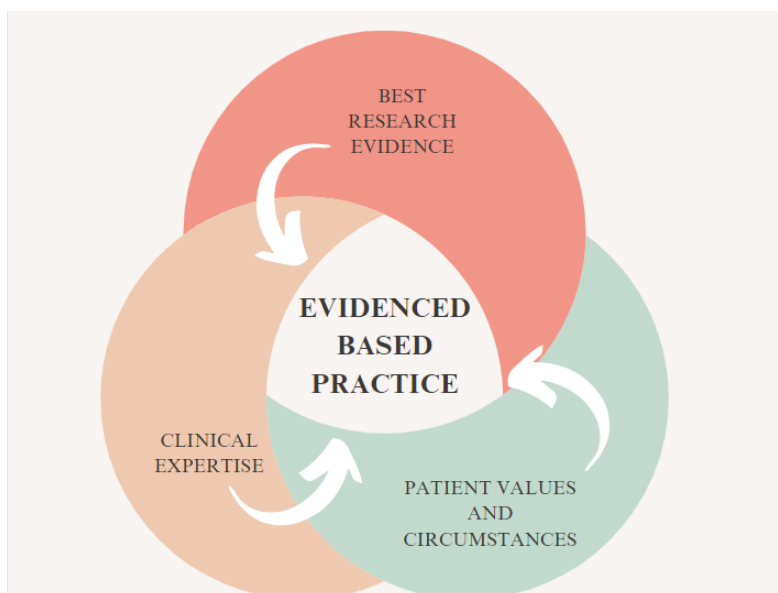 BEST
RESEARCH
EVIDENCE
EVIDENCED
BASED
PRACTICE
CLINICAL
EXPERTISE
PATIENT VALUES
AND
CIRCUMSTANCES